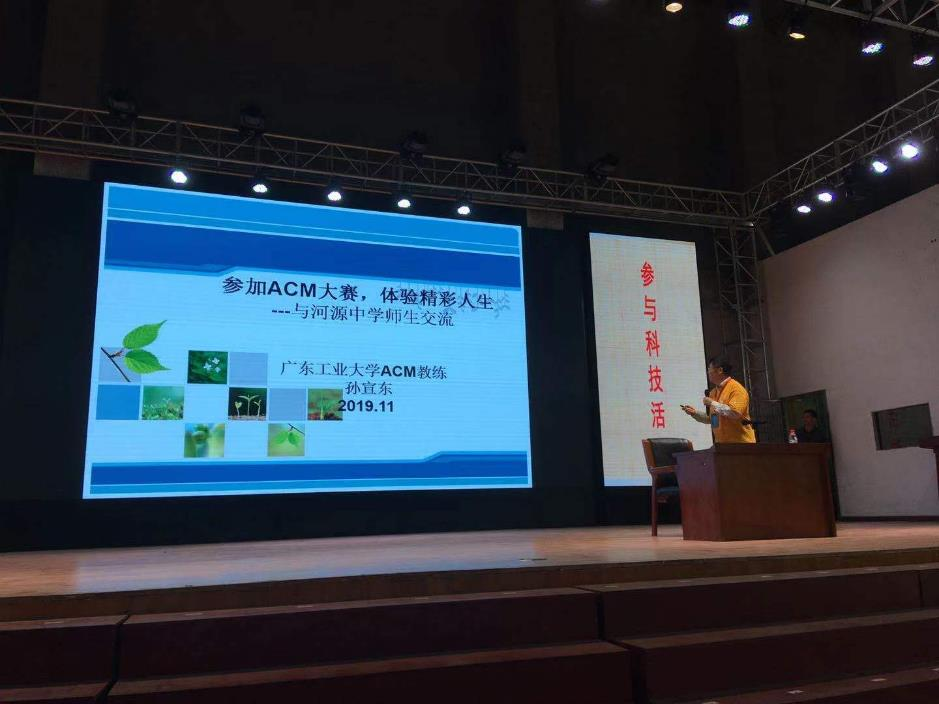 参加ACM大赛，体验精彩人生
---与河源中学师生交流
广东工业大学ACM教练
孙宣东
2019.11
参与科技活